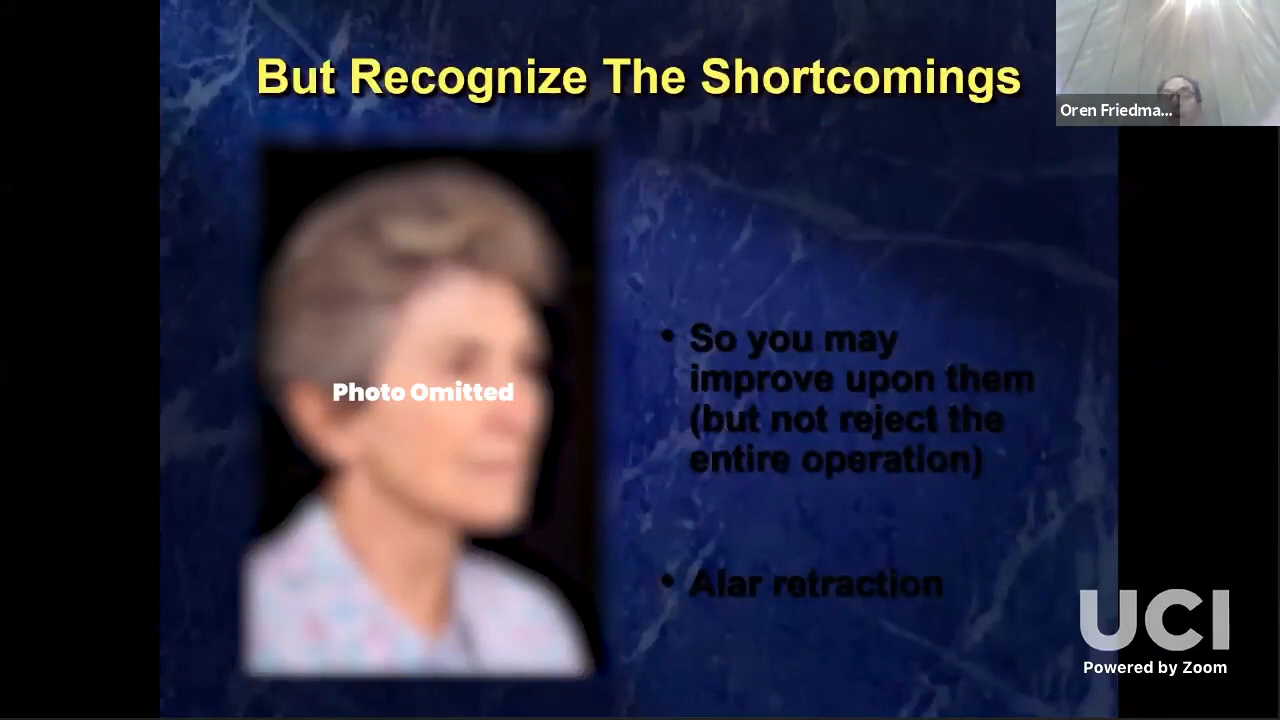 But Recognize The Shortcomings
Oren Friedma...
Photo Omitted
• So you may
improve upon them
(but not reject the
entire operation)
• Alar retraction
UCI
Powered by Zoom